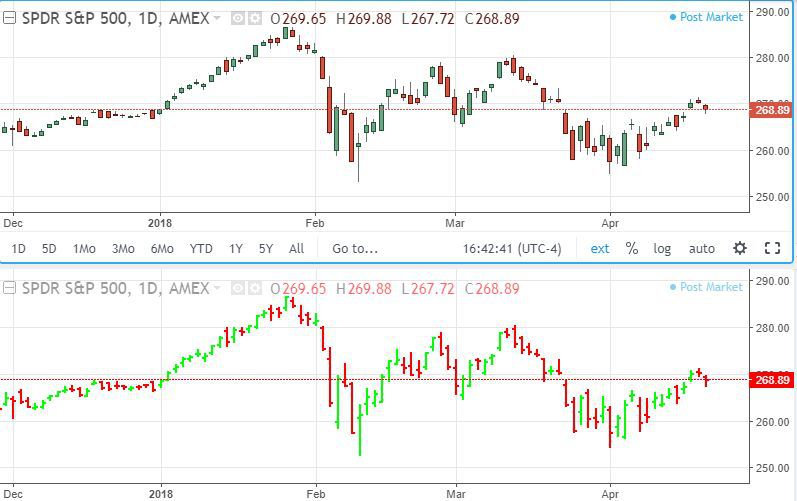 SPDR S&P 500, 1D, AMEX O269.65 H269.88 L267.72 C268.89 Post Market
290.00
280.00
270.00
268.89
260.00
250.00
Dec 2018 Feb Mar Apr
1D 5D 1Mo 3Mo 6Mo YTD 1Y 5Y All Go to... 16:42:41 (UTC-4) ext % log auto
SPDR S&P 500, 1D, AMEX O269.65 H269.88 L267.72 C268.89 Post Market
290.00
280.00
268.89
260.00
250.00
Dec 2018 Feb Mar Apr